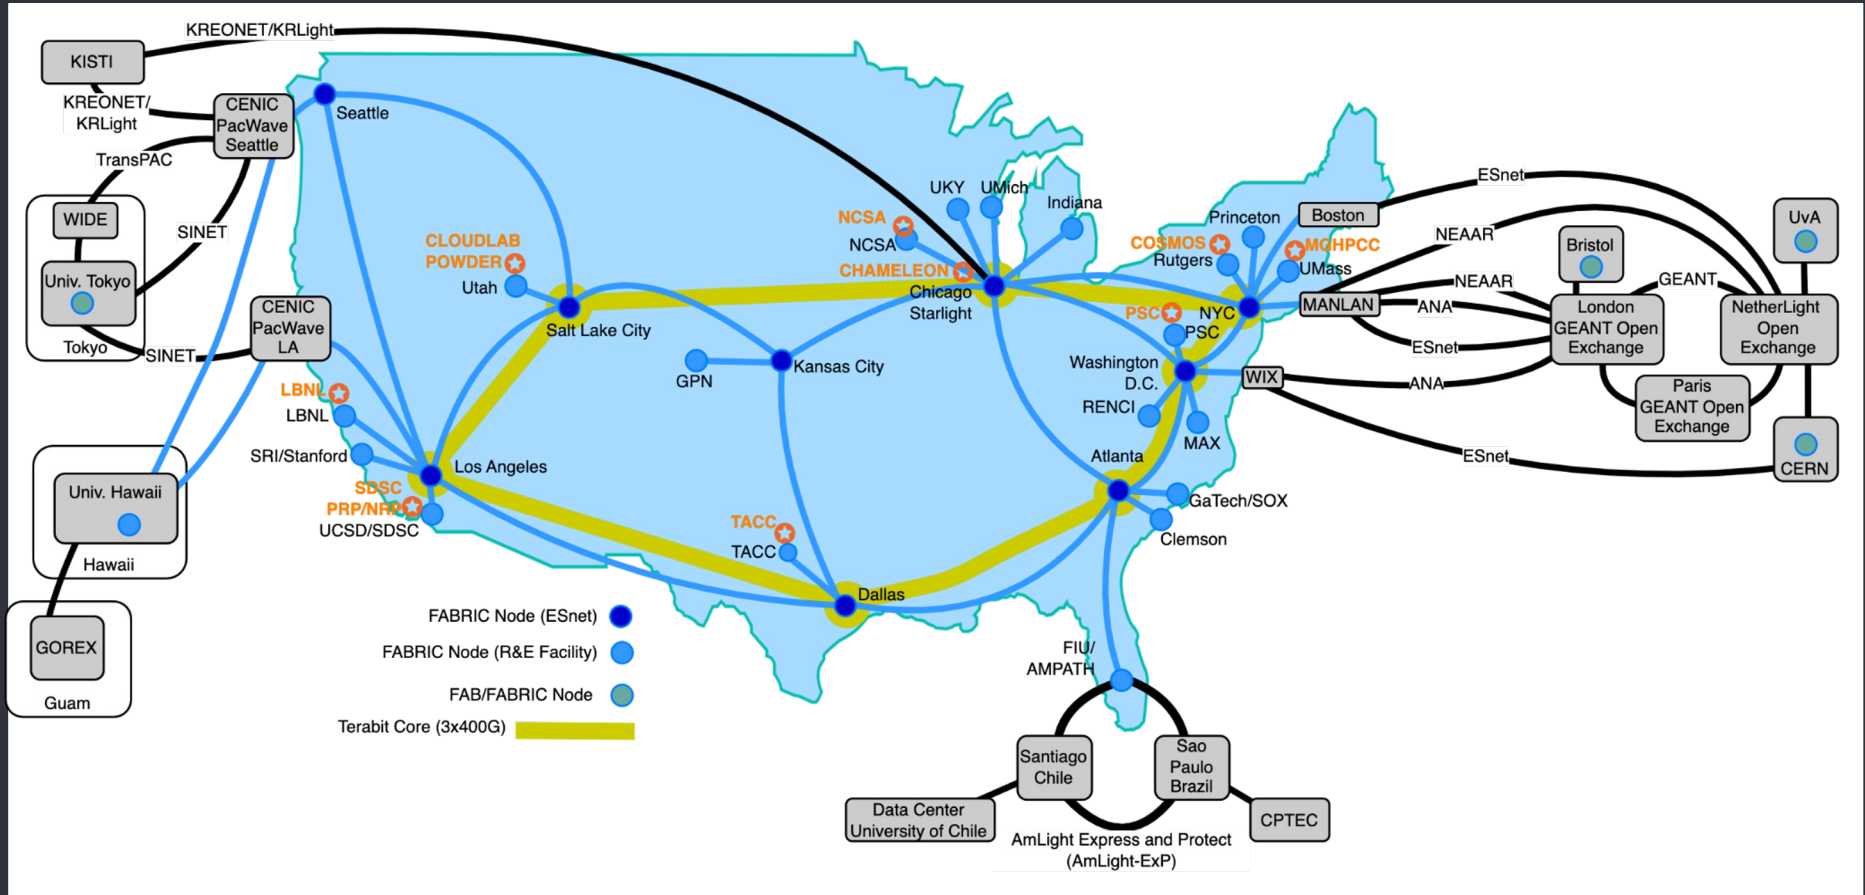 KREONET/KRLight
KISTI
KREONET/
KRLight
CENIC
PacWave
Seattle
Seattle
TransPAC
WIDE
SINET
Univ. Tokyo
Tokyo
SINET
CENIC
PacWave
LA
CLOUDLAB
POWDER
Utah
Salt Lake City
LBNL
LBNL
SRI/Stanford
Los Angeles
SDSC
PRP/NRP
UCSD/SDSC
Univ. Hawaii
Hawaii
GOREX
Guam
GPN
Kansas City
TACC
TACC
Dallas
UKY
UMich
Indiana
NCSA
NCSA
CHAMELEON
Chicago
Starlight
Princeton
COSMOS
Rutgers
MGHPCC
UMass
NYC
PSC
PSC
Washington
D.C.
RENCI
MAX
Atlanta
GaTech/SOX
Clemson
Boston
MANLAN
WIX
ESnet
NEAAR
NEAAR
ANA
ESnet
ANA
ESnet
Bristol
GEANT
London
GEANT Open
Exchange
Paris
GEANT Open
Exchange
UvA
NetherLight
Open
Exchange
CERN
FABRIC Node (ESnet)
FABRIC Node (R&E Facility)
FAB/FABRIC Node
Terabit Core (3x400G)
FIU/
AMPATH
Santiago
Chile
Sao
Paulo
Brazil
Data Center
University of Chile
CPTEC
AmLight Express and Protect
(AmLight-ExP)